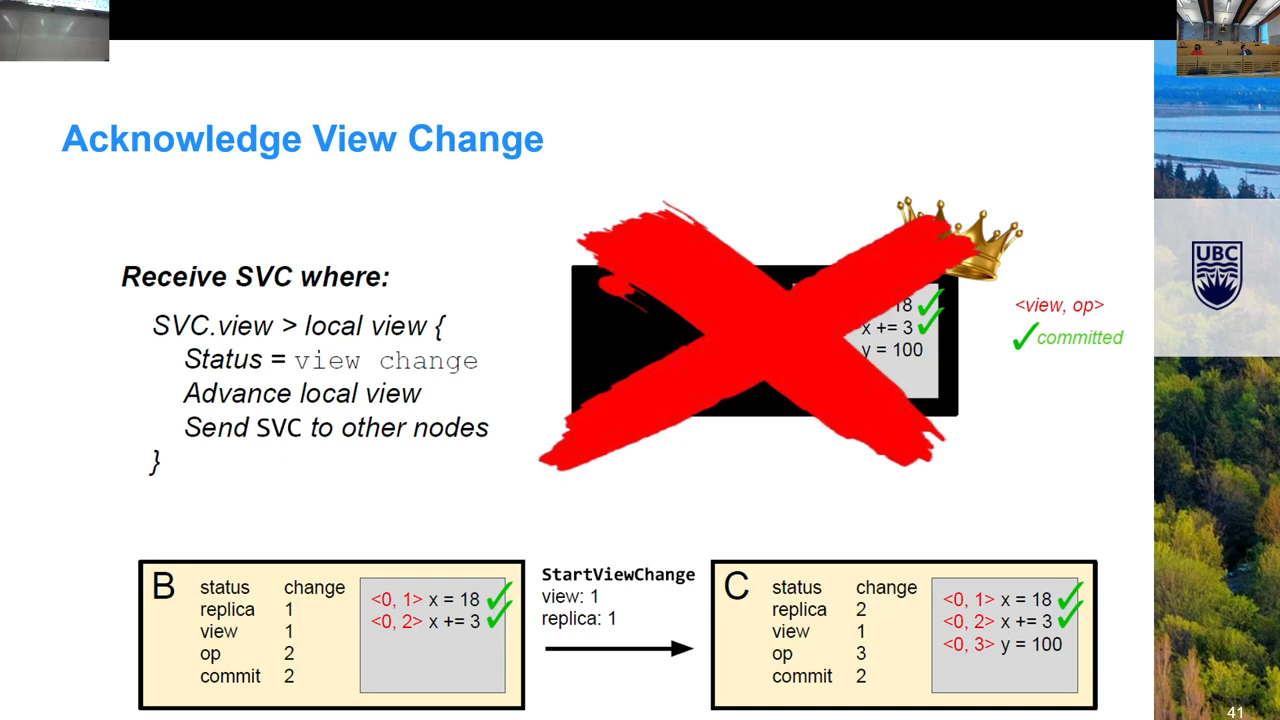 Acknowledge View Change
Receive SVC where:
SVC.view > local view {
Status = view change
Advance local view
Send SVC to other nodes
}
18
x += 3
y = 100
<view, op>
committed
UBC
B
status change
replica 1
view 1
op 2
commit 2
<0, 1> x = 18
<0, 2> x += 3
StartViewChange
view: 1
replica: 1
C
status change
replica 2
view 1
op 3
commit 2
<0, 1> x = 18
<0, 2> x += 3
<0, 3> y = 100
41